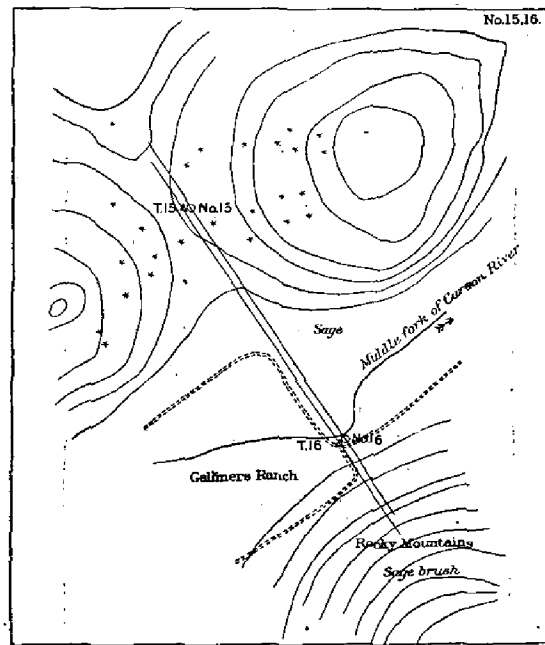 No.15,16.
T.15 No.15
Sage
Middle fork of Carson River
T.16 No.16
Gallmers Ranch
Rocky Mountains
Sage brush